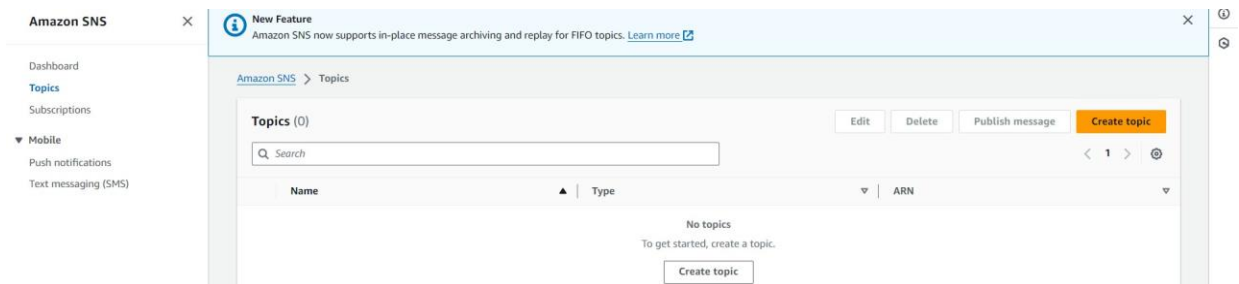 Amazon SNS
Dashboard
Topics
Subscriptions
Mobile
Push notifications
Text messaging (SMS)
New Feature
Amazon SNS now supports in-place message archiving and replay for FIFO topics. Learn more
Amazon SNS > Topics
Topics (0)
Edit Delete Publish message Create topic
Search
< 1 >
Name Type ARN
No topics
To get started, create a topic.
Create topic